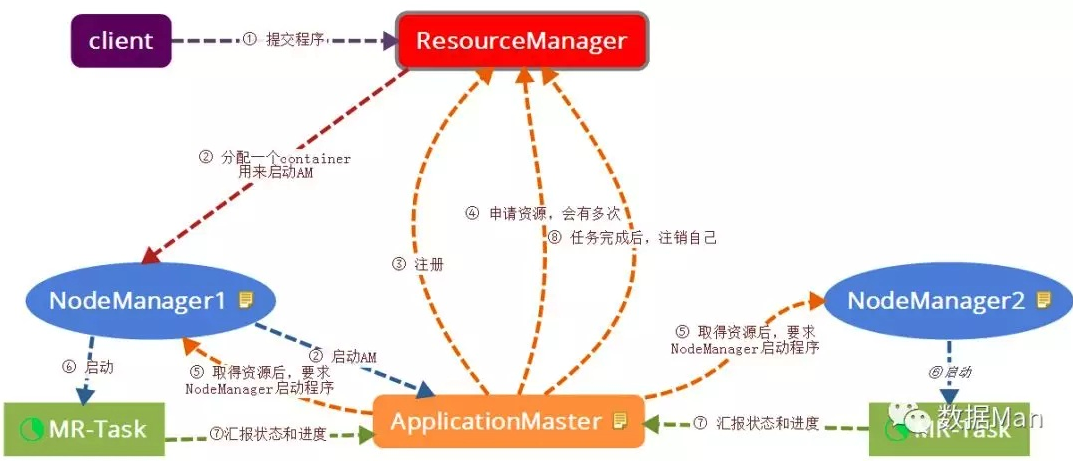 client
① 提交程序
ResourceManager
② 分配一个container
用来启动AM
④ 申请资源，会有多次
⑧ 任务完成后，注销自己
③ 注册
NodeManager1
NodeManager2
② 启动AM
⑤ 取得资源后，要求
NodeManager启动程序
⑤ 取得资源后，要求
NodeManager启动程序
⑥ 启动
⑥启动
MR-Task
⑦汇报状态和进度
ApplicationMaster
⑦ 汇报状态和进度
MR-Task
数据Man